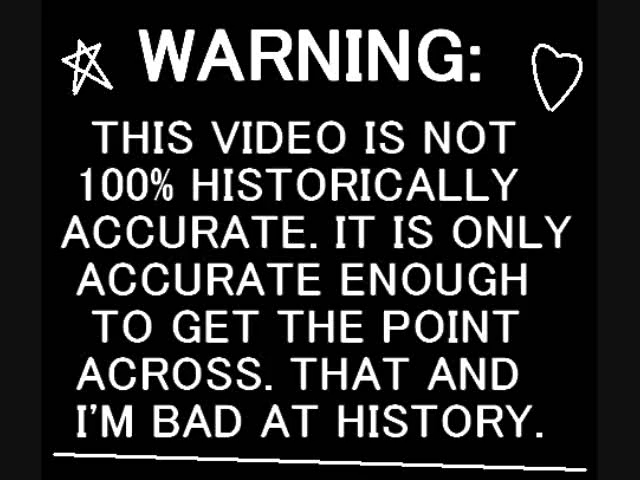 WARNING:
THIS VIDEO IS NOT
100% HISTORICALLY
ACCURATE. IT IS ONLY
ACCURATE ENOUGH
TO GET THE POINT
ACROSS. THAT AND
I'M BAD AT HISTORY.